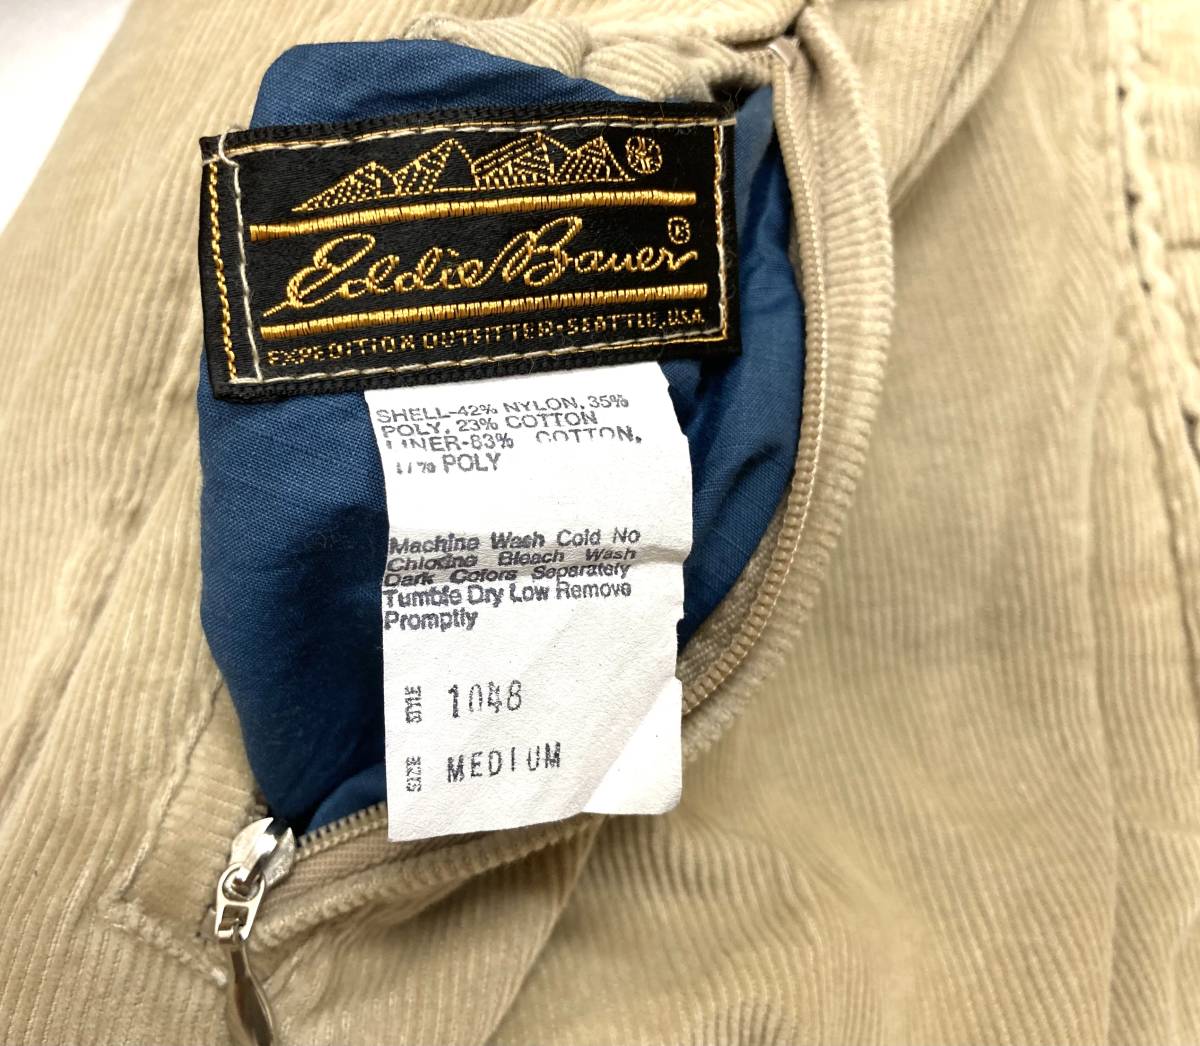 Eddie Bauer®
EXPEDITION OUTFITTER•SEATTLE, USA
SHELL-42% NYLON, 35%
POLY, 23% COTTON
LINER-83% COTTON,
17% POLY
Machine Wash Cold No
Chlorine Bleach Wash
Dark Colors Separately
Tumble Dry Low Remove
Promptly
STYLE 1048
SIZE MEDIUM